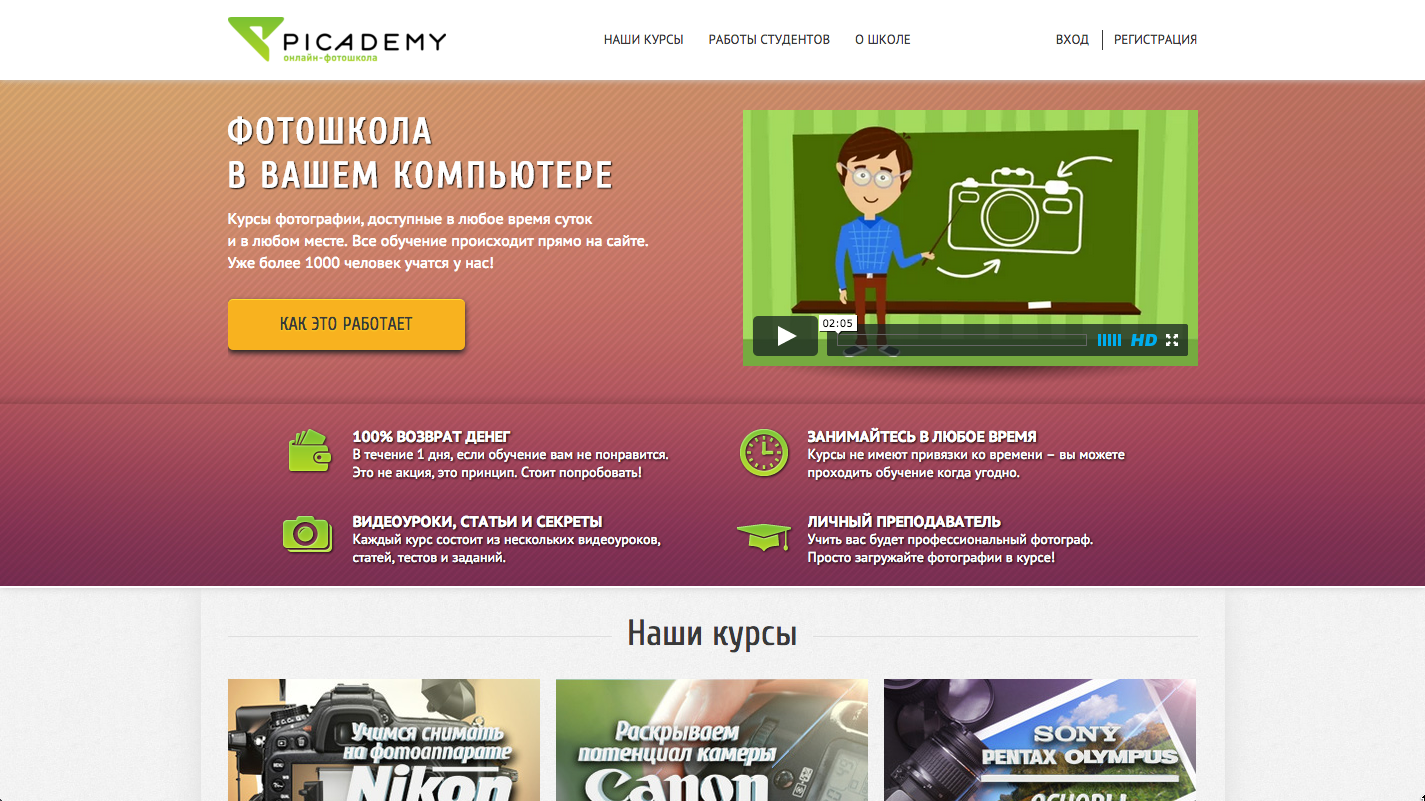 PICADEMY
онлайн-фотошкола
НАШИ КУРСЫ
РАБОТЫ СТУДЕНТОВ
О ШКОЛЕ
ВХОД
РЕГИСТРАЦИЯ
ФОТОШКОЛА
В ВАШЕМ КОМПЬЮТЕРЕ
Курсы фотографии, доступные в любое время суток
и в любом месте. Все обучение происходит прямо на сайте.
Уже более 1000 человек учатся у нас!
КАК ЭТО РАБОТАЕТ
02:05
HD
100% ВОЗВРАТ ДЕНЕГ
В течение 1 дня, если обучение вам не понравится.
Это не акция, это принцип. Стоит попробовать!
ЗАНИМАЙТЕСЬ В ЛЮБОЕ ВРЕМЯ
Курсы не имеют привязки ко времени – вы можете
проходить обучение когда угодно.
ВИДЕОУРОКИ, СТАТЬИ И СЕКРЕТЫ
Каждый курс состоит из нескольких видеоуроков,
статей, тестов и заданий.
ЛИЧНЫЙ ПРЕПОДАВАТЕЛЬ
Учить вас будет профессиональный фотограф.
Просто загружайте фотографии в курсе!
Наши курсы
Учимся снимать
на фотоаппарате
Nikon
Раскрываем
потенциал камеры
Canon
SONY
PENTAX OLYMPUS
ОСНОВЫ